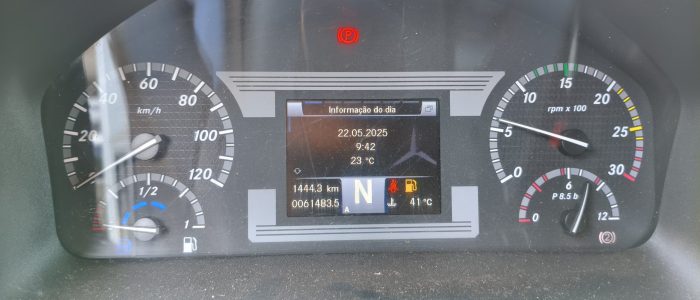 P
20
40
60
80
100
120
km/h
1/2
1
Informação do dia
22.05.2025
9:42
23 °C
1444.3 km
0061483.5
N
A
41°C
5
10
15
20
25
30
rpm x 100
0
6
12
P 8.5 b
2